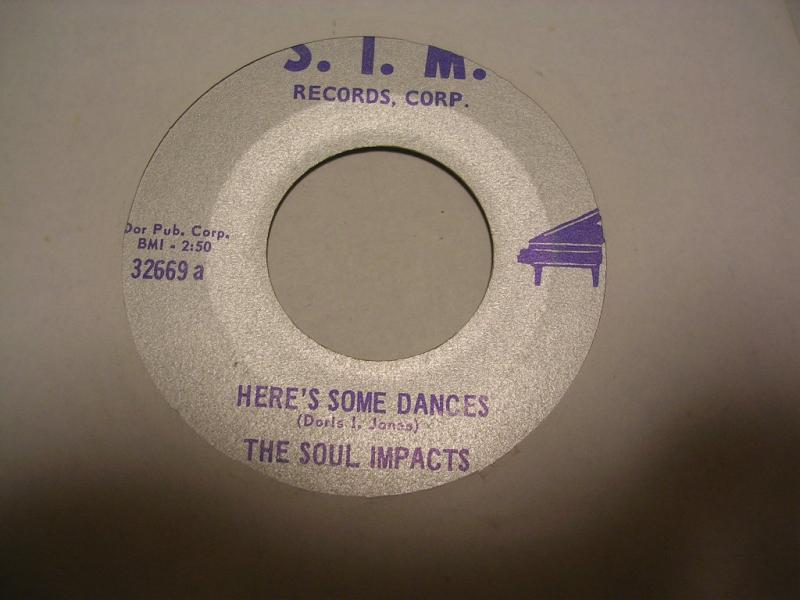 S. I. M.
RECORDS, CORP.
Dor Pub. Corp.
BMI - 2:50
32669 a
HERE'S SOME DANCES
(Doris I. Jones)
THE SOUL IMPACTS